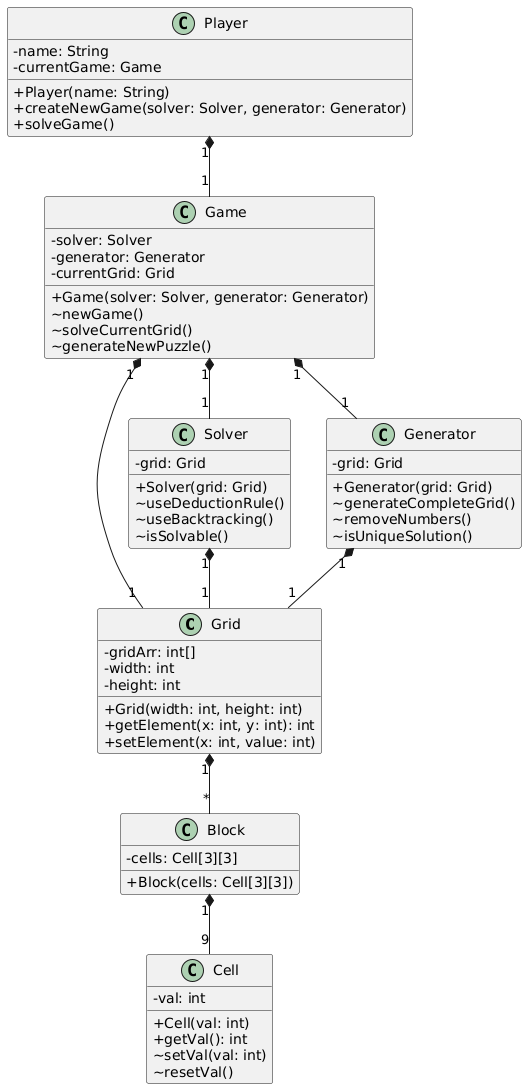 C Player
-name: String
-currentGame: Game
+Player(name: String)
+createNewGame(solver: Solver, generator: Generator)
+solveGame()
1
1
C Game
-solver: Solver
-generator: Generator
-currentGrid: Grid
+Game(solver: Solver, generator: Generator)
~newGame()
~solveCurrentGrid()
~generateNewPuzzle()
1 1 1
1 1
C Solver
-grid: Grid
+Solver(grid: Grid)
~useDeductionRule()
~useBacktracking()
~isSolvable()
C Generator
-grid: Grid
+Generator(grid: Grid)
~generateCompleteGrid()
~removeNumbers()
~isUniqueSolution()
1 1
1 1 1
C Grid
-gridArr: int[]
-width: int
-height: int
+Grid(width: int, height: int)
+getElement(x: int, y: int): int
+setElement(x: int, value: int)
1
*
C Block
-cells: Cell[3][3]
+Block(cells: Cell[3][3])
1
9
C Cell
-val: int
+Cell(val: int)
+getVal(): int
~setVal(val: int)
~resetVal()